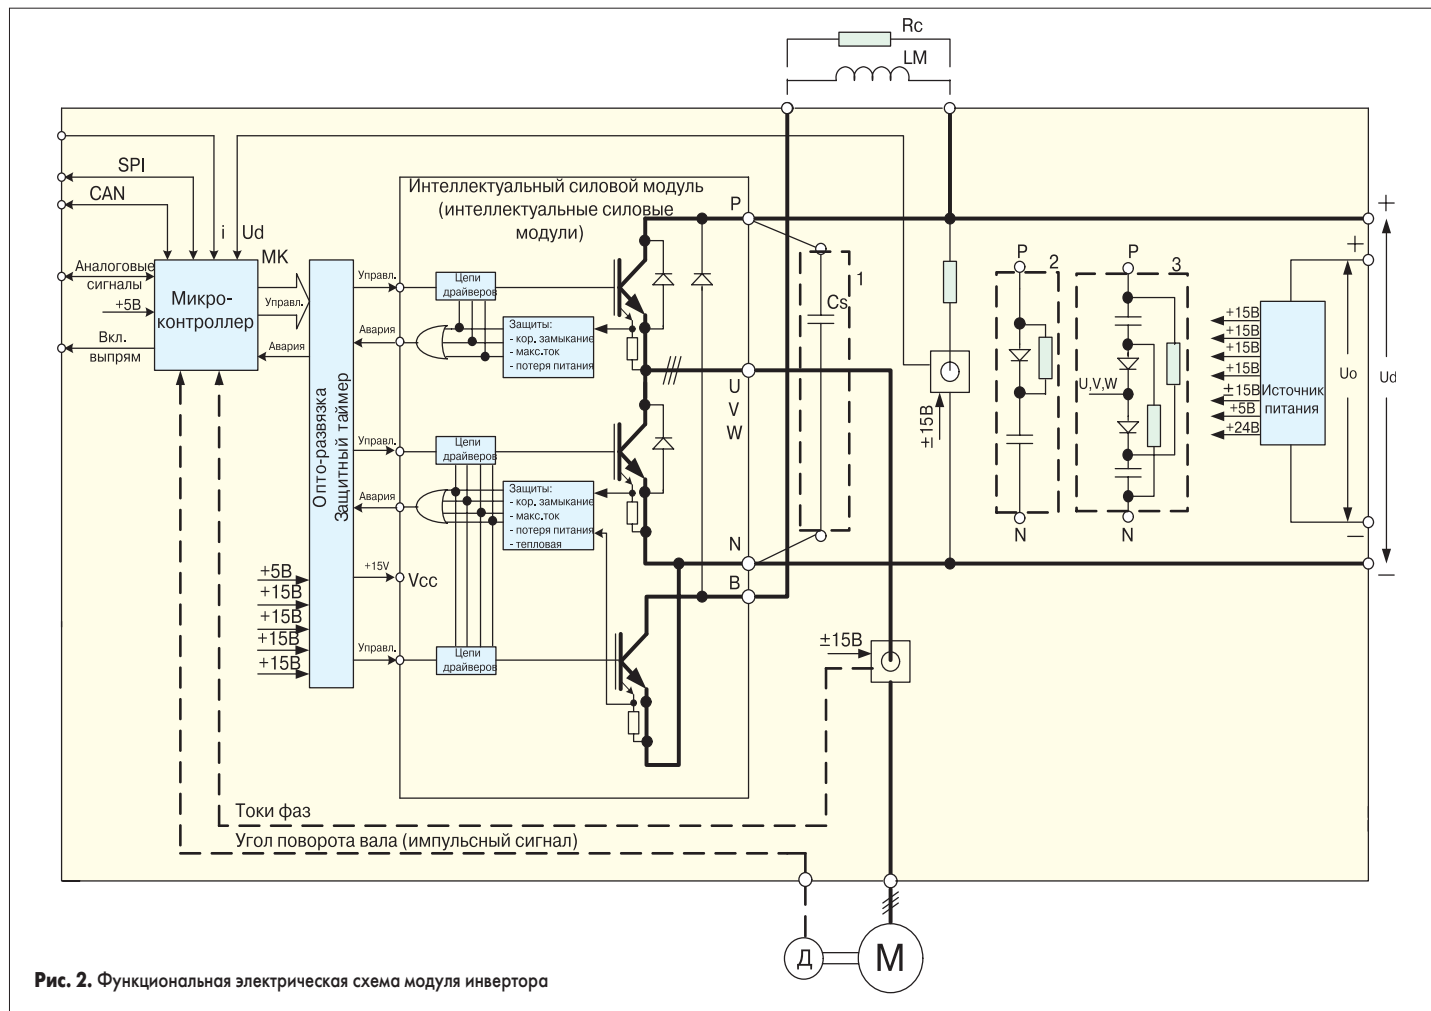 Rc
LM
SPI
CAN
i
Ud
МК
Аналоговые
сигналы
+5В
Вкл.
выпрям.
Микро-
контроллер
Управл.
Авария
Опто-развязка
Защитный таймер
Интеллектуальный силовой модуль
(интеллектуальные силовые
модули)
Управл.
Авария
Цепи
драйверов
Защиты:
- кор. замыкание
- макс.ток
- потеря питания
Управл.
Авария
Цепи
драйверов
Защиты:
- кор. замыкание
- макс.ток
- потеря питания
- тепловая
+5В
+15В
+15В
+15В
+15В
+15V
Vcc
Управл.
Цепи
драйверов
P
U
V
W
N
B
1
Cs
±15В
±15В
P
2
N
P
3
U,V,W
N
+15В
+15В
+15В
+15В
±15В
+5В
+24В
Источник
питания
+
Uo
−
+
Ud
−
Токи фаз
Угол поворота вала (импульсный сигнал)
Д
М
Рис. 2. Функциональная электрическая схема модуля инвертора